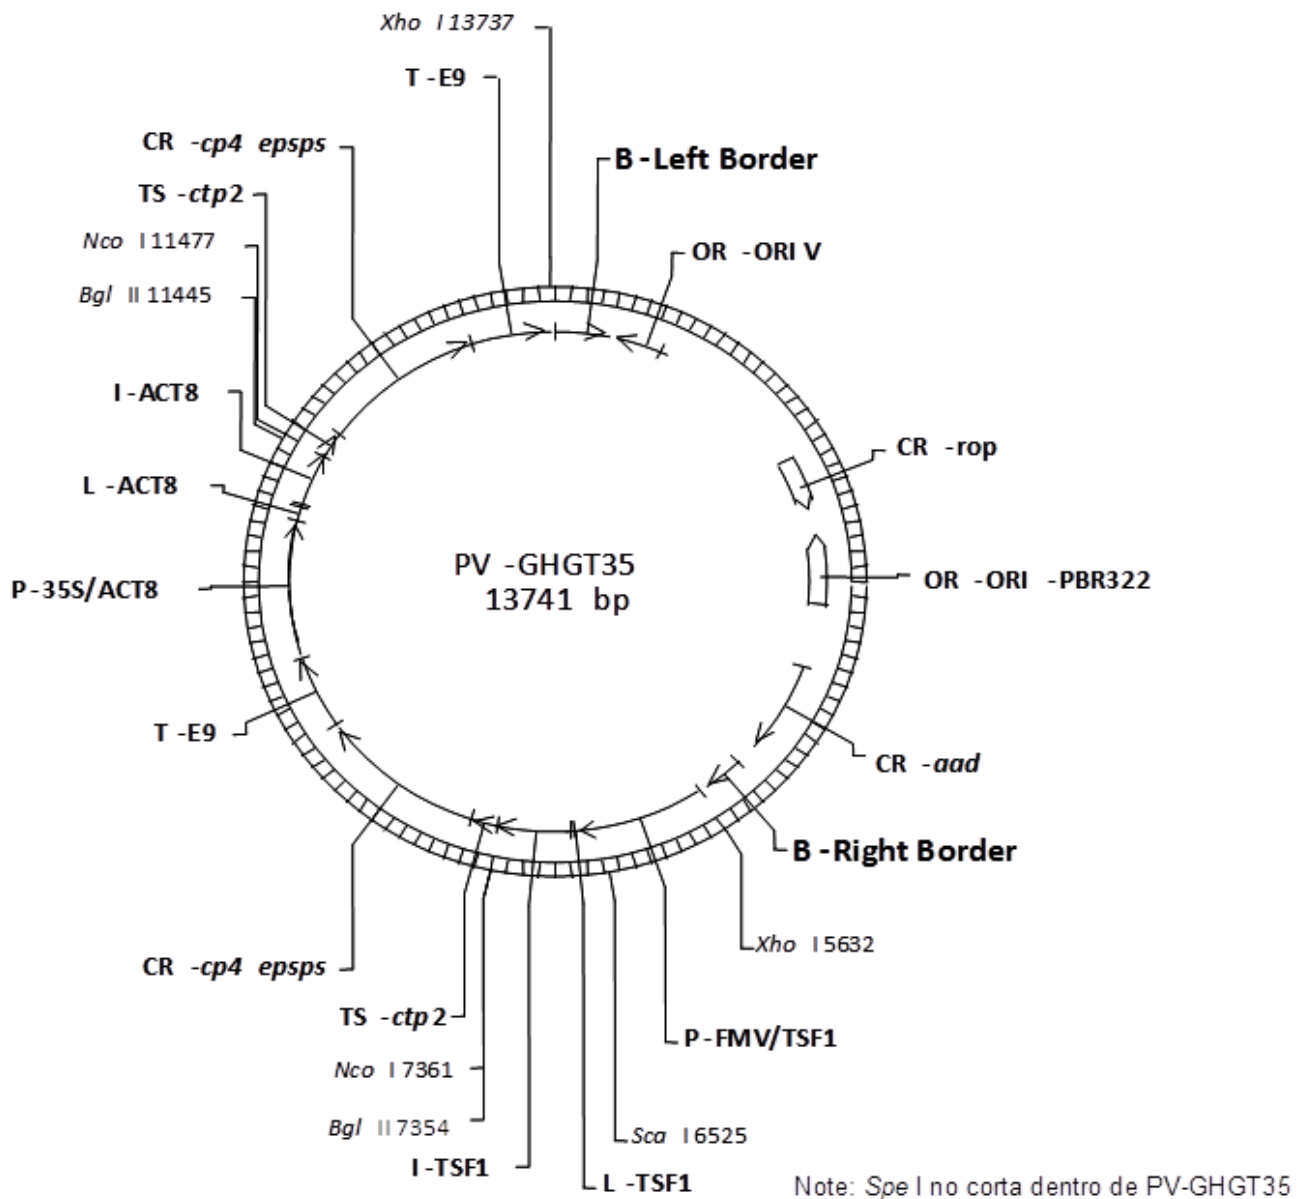 Xho I 13737
T -E9
CR -cp4 epsps
B -Left Border
TS -ctp2
Nco I 11477
OR -ORI V
Bgl II 11445
I -ACT8
CR -rop
L -ACT8
PV -GHGT35
13741 bp
P -35S/ACT8
OR -ORI -PBR322
T -E9
CR -aad
B -Right Border
Xho I 5632
CR -cp4 epsps
TS -ctp2
P -FMV/TSF1
Nco I 7361
Bgl II 7354
Sca I 6525
I -TSF1
L -TSF1
Note: Spe I no corta dentro de PV-GHGT35